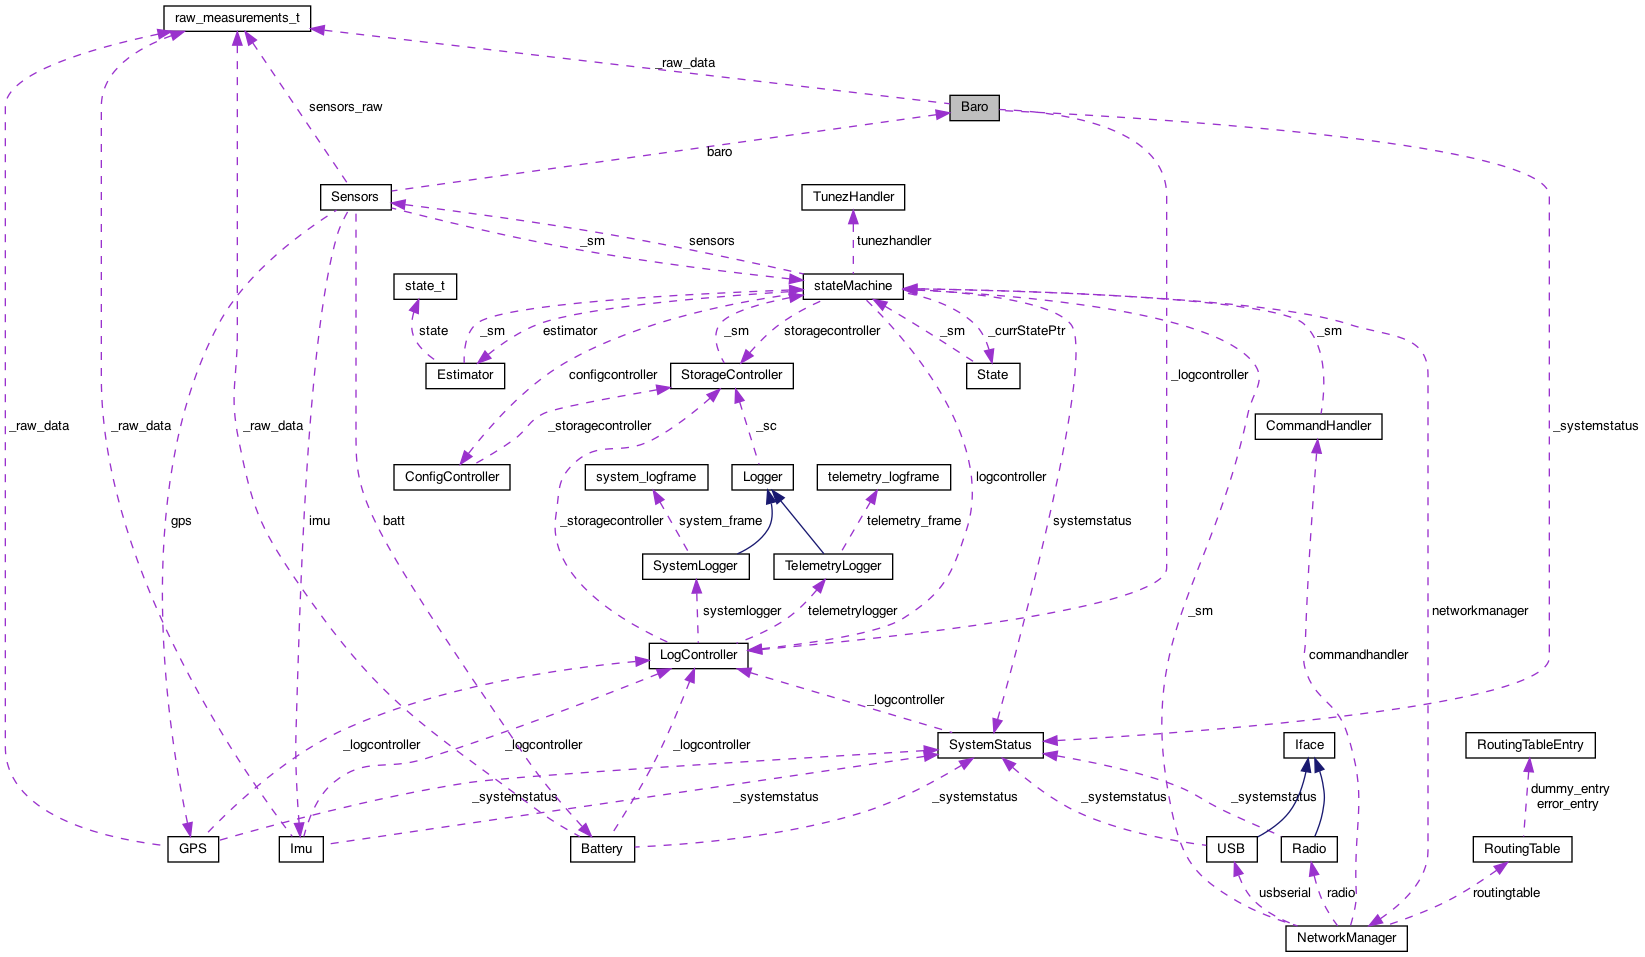 raw_measurements_t
_raw_data
Baro
sensors_raw
baro
Sensors
TunezHandler
_sm
sensors
tunezhandler
state_t
stateMachine
state
_sm
estimator
_sm
storagecontroller
_sm
_currStatePtr
_sm
Estimator
configcontroller
StorageController
State
_logcontroller
_raw_data
_raw_data
_raw_data
_storagecontroller
_sc
CommandHandler
_systemstatus
ConfigController
system_logframe
Logger
telemetry_logframe
logcontroller
gps
imu
batt
_storagecontroller
system_frame
telemetry_frame
systemstatus
SystemLogger
TelemetryLogger
systemlogger
telemetrylogger
_sm
networkmanager
LogController
commandhandler
_logcontroller
_logcontroller
_logcontroller
_logcontroller
SystemStatus
Iface
RoutingTableEntry
_systemstatus
_systemstatus
_systemstatus
_systemstatus
_systemstatus
dummy_entry
error_entry
GPS
Imu
Battery
USB
Radio
RoutingTable
usbserial
radio
routingtable
NetworkManager